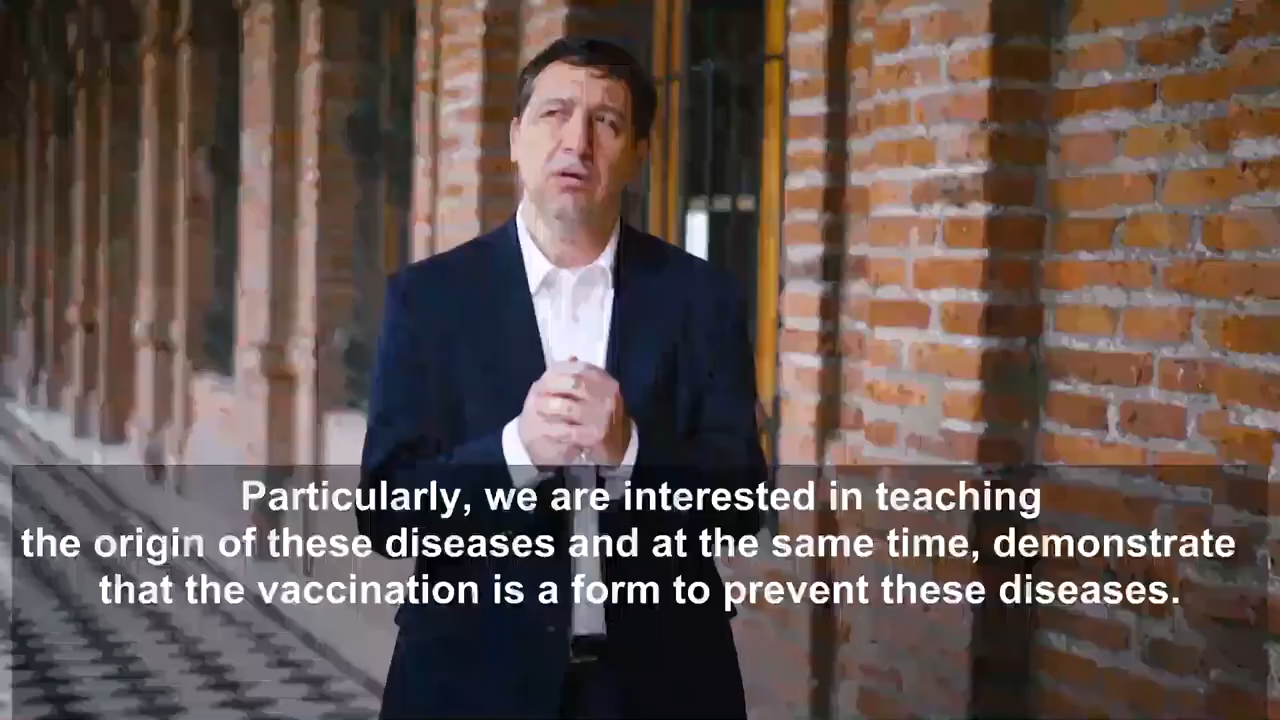 Particularly, we are interested in teaching
the origin of these diseases and at the same time, demonstrate
that the vaccination is a form to prevent these diseases.